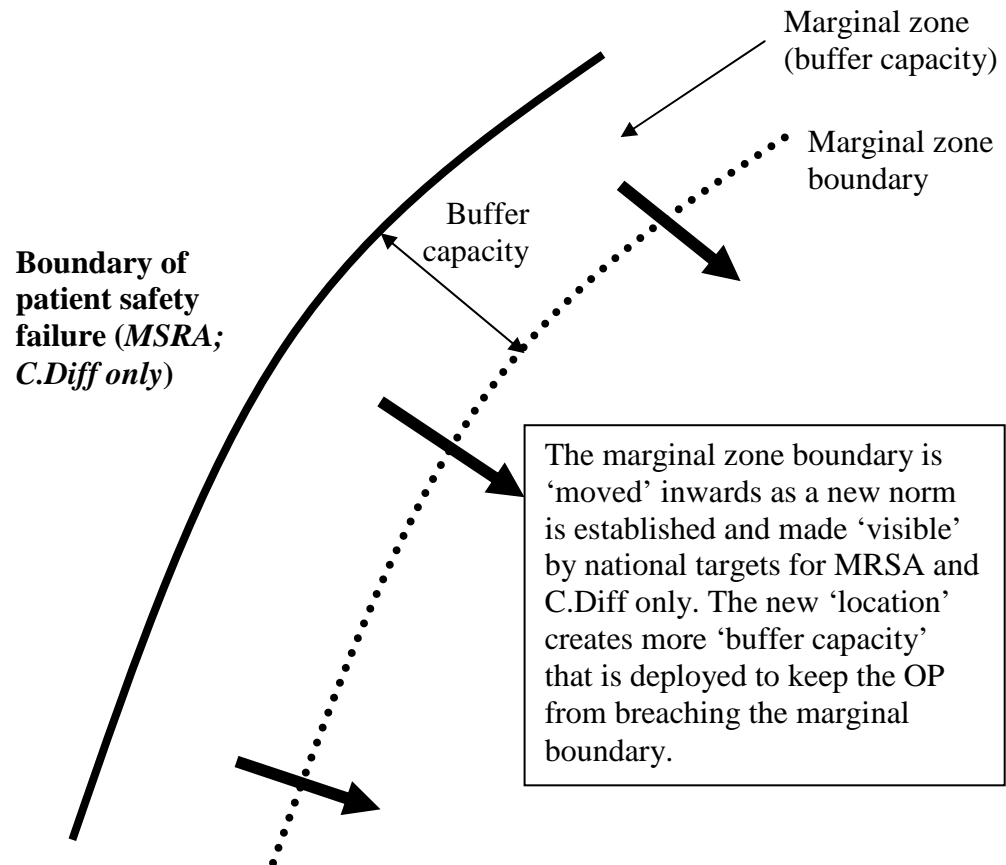 Marginal zone
(buffer capacity)
Marginal zone
boundary
Buffer
capacity
Boundary of
patient safety
failure (MSRA;
C.Diff only)
The marginal zone boundary is
‘moved’ inwards as a new norm
is established and made ‘visible’
by national targets for MRSA and
C.Diff only. The new ‘location’
creates more ‘buffer capacity’
that is deployed to keep the OP
from breaching the marginal
boundary.